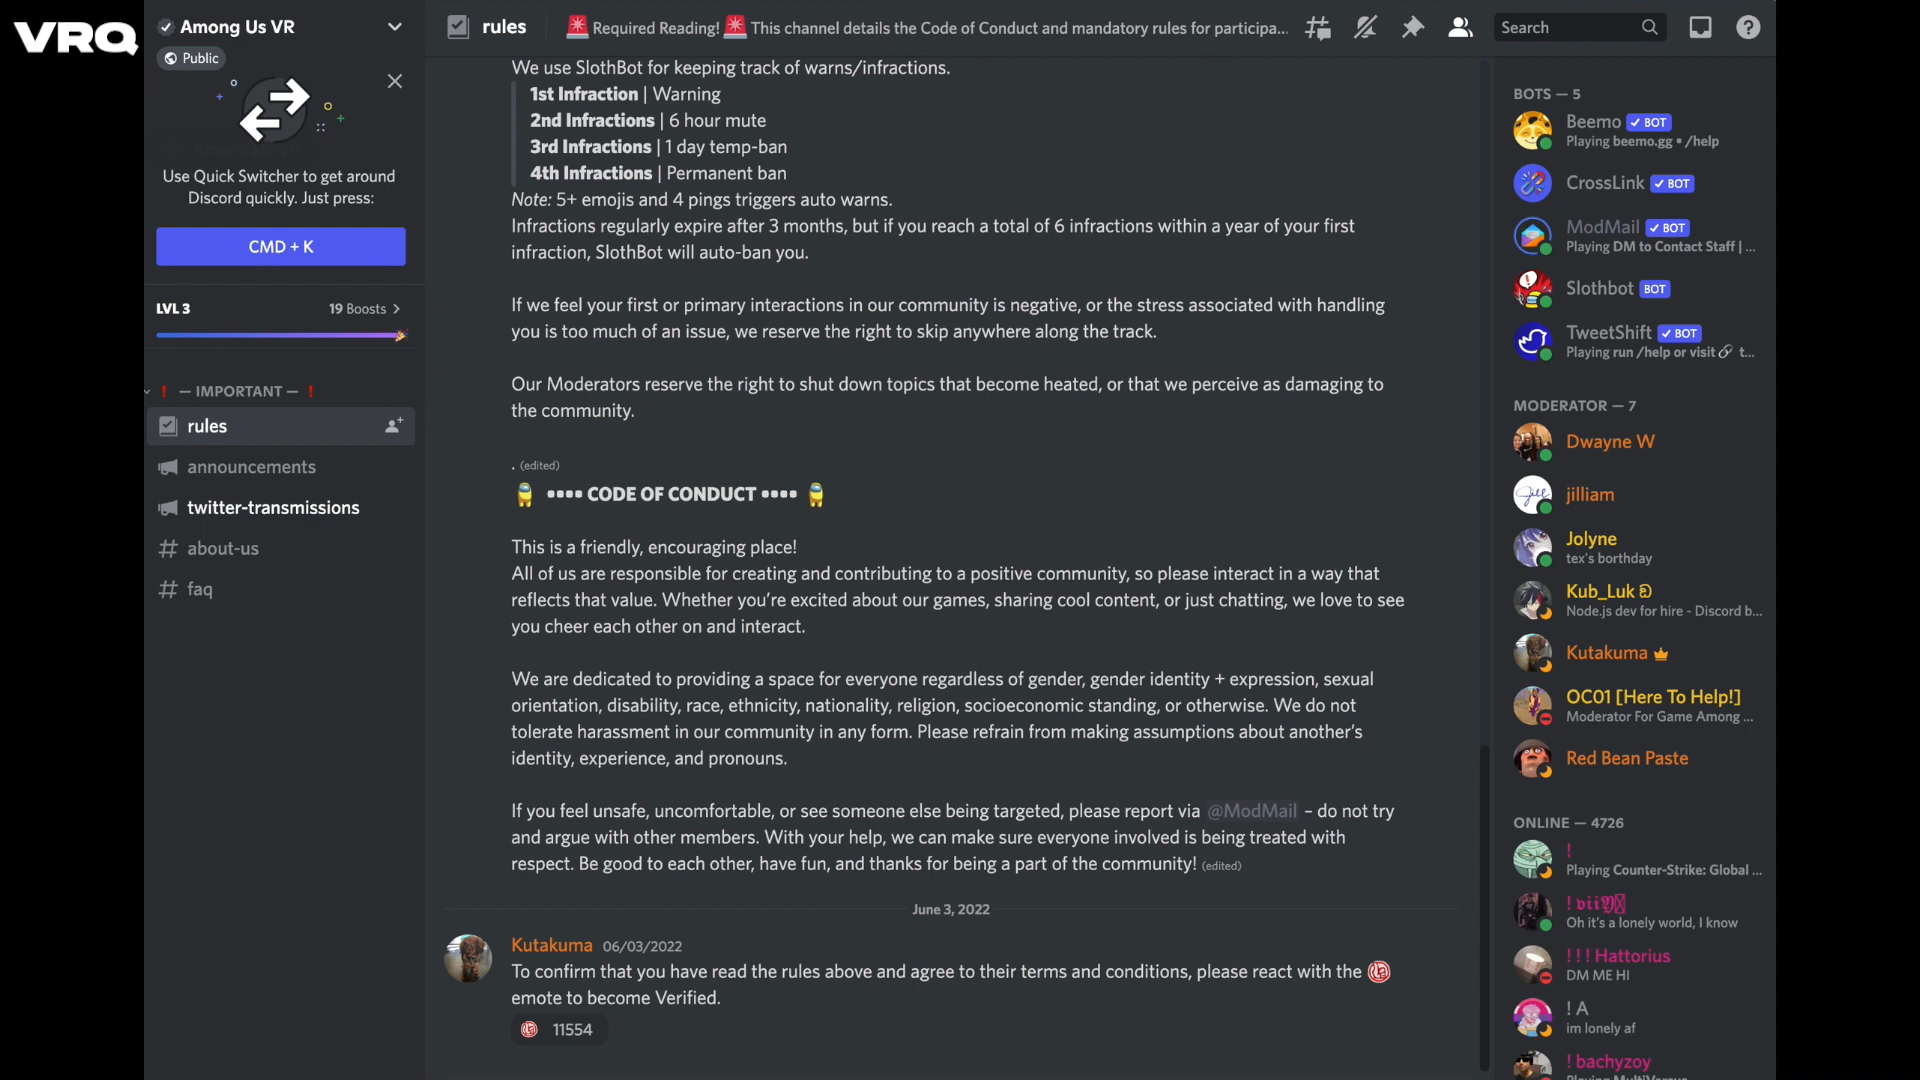 VRQ
Among Us VR
Public
Use Quick Switcher to get around
Discord quickly. Just press:
CMD + K
LVL 3
19 Boosts
— IMPORTANT —
rules
announcements
twitter-transmissions
about-us
faq
rules
Required Reading! This channel details the Code of Conduct and mandatory rules for participa...
Search
We use SlothBot for keeping track of warns/infractions.
1st Infraction | Warning
2nd Infractions | 6 hour mute
3rd Infractions | 1 day temp-ban
4th Infractions | Permanent ban
Note: 5+ emojis and 4 pings triggers auto warns.
Infractions regularly expire after 3 months, but if you reach a total of 6 infractions within a year of your first
infraction, SlothBot will auto-ban you.
If we feel your first or primary interactions in our community is negative, or the stress associated with handling
you is too much of an issue, we reserve the right to skip anywhere along the track.
Our Moderators reserve the right to shut down topics that become heated, or that we perceive as damaging to
the community.
. (edited)
•••• CODE OF CONDUCT ••••
This is a friendly, encouraging place!
All of us are responsible for creating and contributing to a positive community, so please interact in a way that
reflects that value. Whether you’re excited about our games, sharing cool content, or just chatting, we love to see
you cheer each other on and interact.
We are dedicated to providing a space for everyone regardless of gender, gender identity + expression, sexual
orientation, disability, race, ethnicity, nationality, religion, socioeconomic standing, or otherwise. We do not
tolerate harassment in our community in any form. Please refrain from making assumptions about another’s
identity, experience, and pronouns.
If you feel unsafe, uncomfortable, or see someone else being targeted, please report via @ModMail – do not try
and argue with other members. With your help, we can make sure everyone involved is being treated with
respect. Be good to each other, have fun, and thanks for being a part of the community! (edited)
June 3, 2022
Kutakuma 06/03/2022
To confirm that you have read the rules above and agree to their terms and conditions, please react with the
emote to become Verified.
11554
BOTS — 5
Beemo BOT
Playing beemo.gg • /help
CrossLink BOT
ModMail BOT
Playing DM to Contact Staff | ...
Slothbot BOT
TweetShift BOT
Playing run /help or visit t...
MODERATOR — 7
Dwayne W
jilliam
Jolyne
tex's borthday
Kub_Luk
Node.js dev for hire - Discord b...
Kutakuma
OC01 [Here To Help!]
Moderator For Game Among ...
Red Bean Paste
ONLINE — 4726
!
Playing Counter-Strike: Global ...
Oh it's a lonely world, I know
! ! ! Hattorius
DM ME HI
! A
im lonely af
! bachyzoy